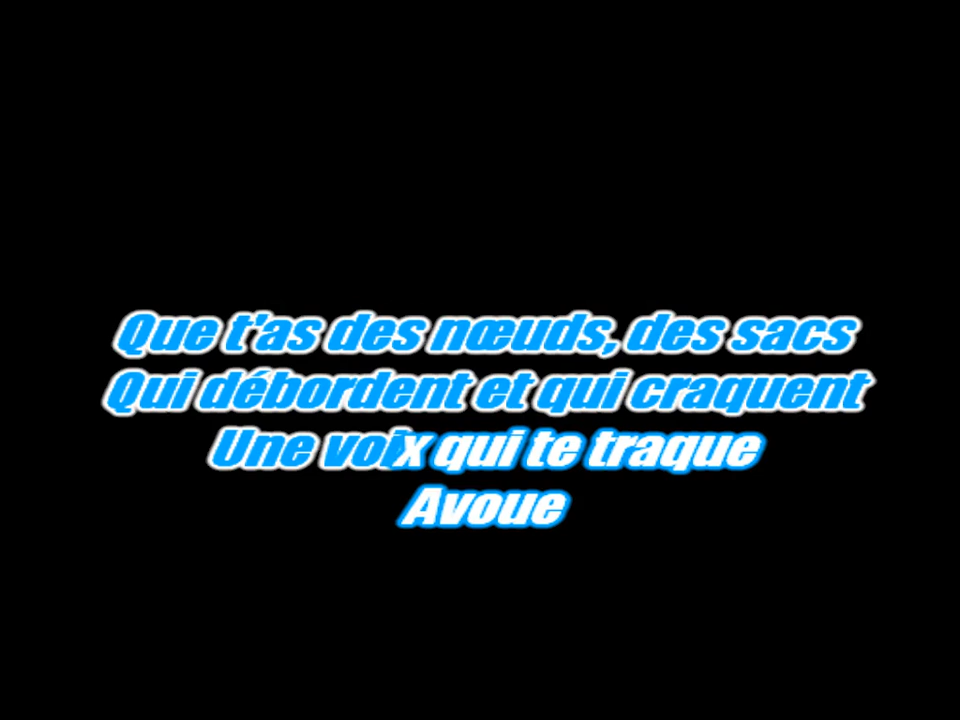 Que t'as des nœuds, des sacs
Qui débordent et qui craquent
Une voix qui te traque
Avoue